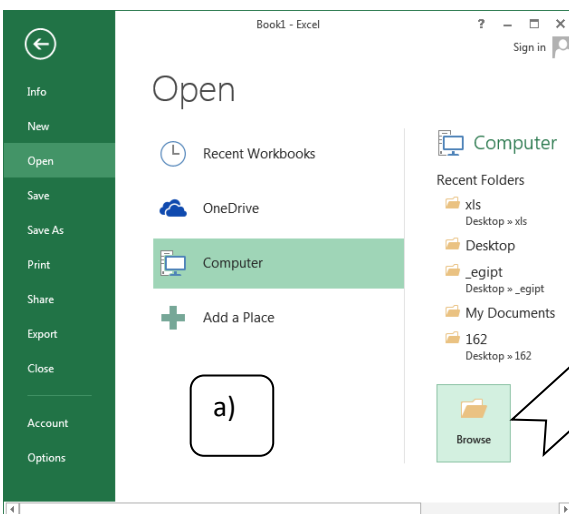 Book1 - Excel
?
Sign in
Info
New
Open
Save
Save As
Print
Share
Export
Close
Account
Options
Open
Recent Workbooks
OneDrive
Computer
Add a Place
a)
Computer
Recent Folders
xls
Desktop » xls
Desktop
_egipt
Desktop » _egipt
My Documents
162
Desktop » 162
Browse